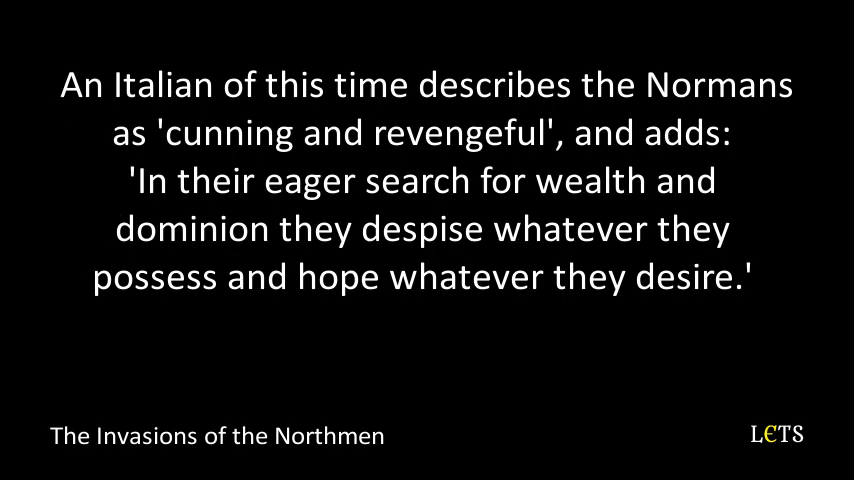 An Italian of this time describes the Normans
as 'cunning and revengeful', and adds:
'In their eager search for wealth and
dominion they despise whatever they
possess and hope whatever they desire.'
The Invasions of the Northmen
LЄTS